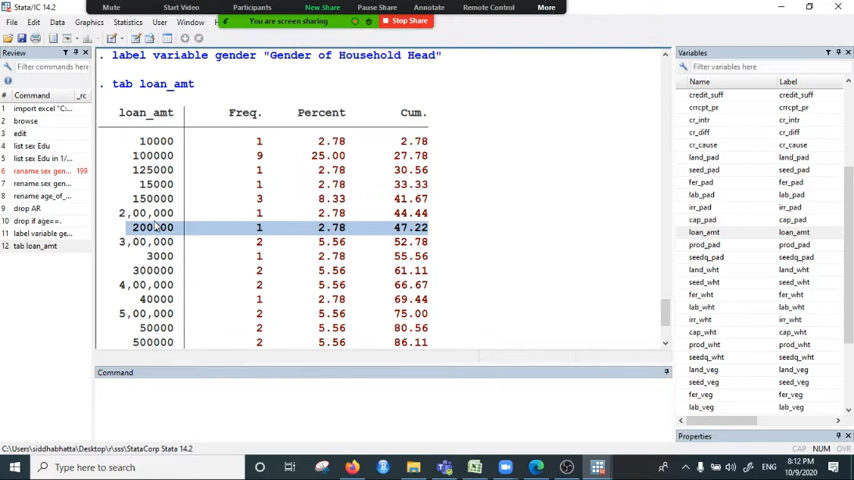 Mute Start Video New Share Pause Share Annotate Remote Control More
Stata/IC 14.2
You are screen sharing Stop Share
File Edit Data Graphics Statistics User Window
Review
Filter commands here
# Command _rc
1 import excel "C:...
2 browse
3 edit
4 list sex Edu
5 list sex Edu in 1/...
6 rename sex gen... 199
7 rename sex gen...
8 rename age_of_...
9 drop AR
10 drop if age==.
11 label variable ge...
12 tab loan_amt
. label variable gender "Gender of Household Head"
. tab loan_amt
loan_amt Freq. Percent Cum.
10000 1 2.78 2.78
100000 9 25.00 27.78
125000 1 2.78 30.56
15000 1 2.78 33.33
150000 3 8.33 41.67
2,00,000 1 2.78 44.44
200000 1 2.78 47.22
3,00,000 2 5.56 52.78
3000 1 2.78 55.56
300000 2 5.56 61.11
4,00,000 2 5.56 66.67
40000 1 2.78 69.44
5,00,000 2 5.56 75.00
50000 2 5.56 80.56
500000 2 5.56 86.11
Command
Variables
Filter variables here
Name Label
credit_suff credit_suff
crrcpt_pr crrcpt_pr
cr_intr cr_intr
cr_diff cr_diff
cr_cause cr_cause
land_pad land_pad
seed_pad seed_pad
fer_pad fer_pad
lab_pad lab_pad
irr_pad irr_pad
cap_pad cap_pad
loan_amt loan_amt
prod_pad prod_pad
seedq_pad seedq_pad
land_wht land_wht
seed_wht seed_wht
fer_wht fer_wht
lab_wht lab_wht
irr_wht irr_wht
cap_wht cap_wht
prod_wht prod_wht
seedq_wht seedq_wht
land_veg land_veg
seed_veg seed_veg
fer_veg fer_veg
lab_veg lab_veg
Properties
C:\Users\siddhabhatta\Desktop\r\sss\StataCorp Stata 14.2
CAP NUM OVR
Type here to search
ENG
8:12 PM
10/9/2020